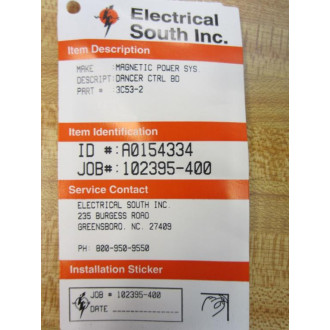 Electrical
South Inc.
Item Description
MAKE :MAGNETIC POWER SYS.
DESCRIPT:DANCER CTRL BD
PART # :3C53-2
Item Identification
ID #:A0154334
JOB#:102395-400
Service Contact
ELECTRICAL SOUTH INC.
235 BURGESS ROAD
GREENSBORO, NC. 27409
PH: 800-950-9550
Installation Sticker
JOB # 102395-400
DATE